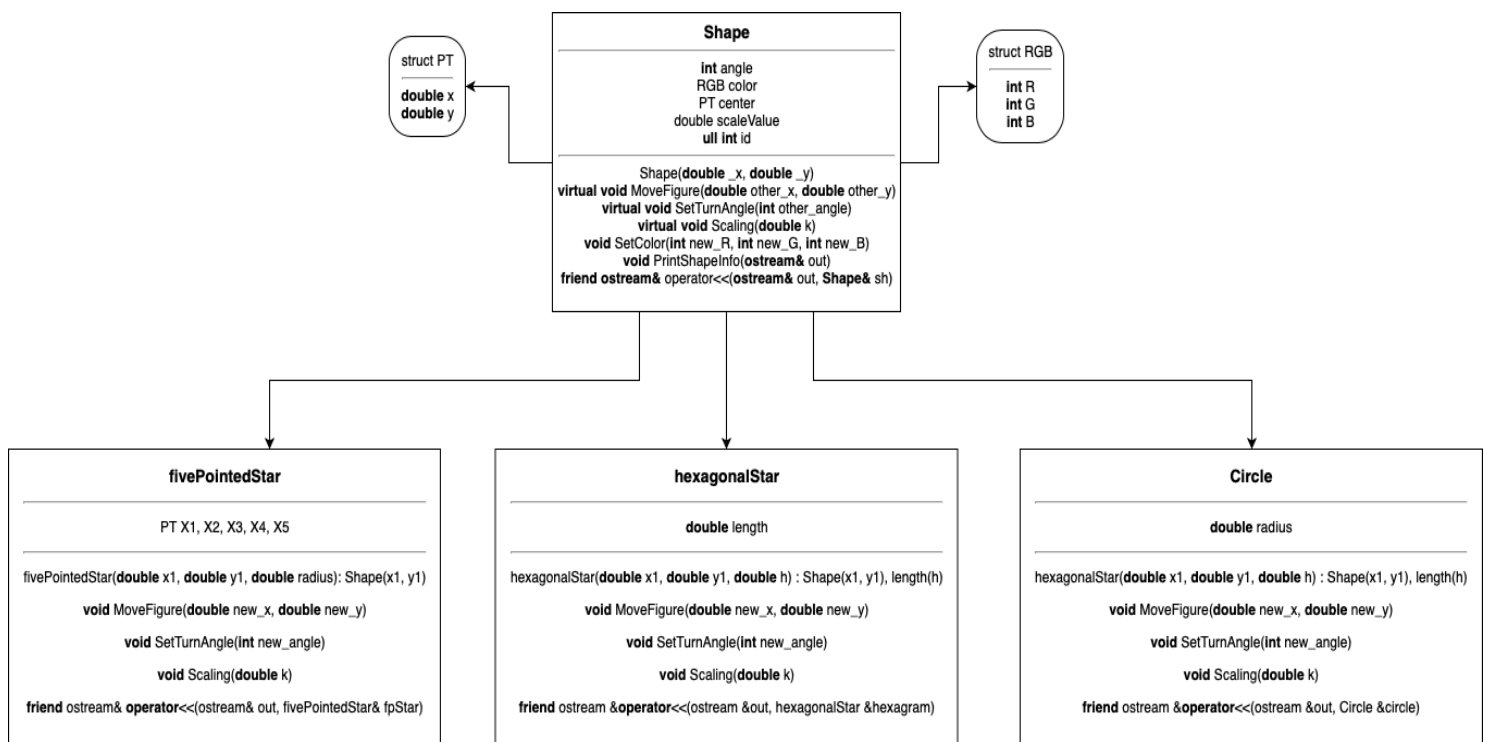 Shape
int angle
RGB color
PT center
double scaleValue
ull int id
Shape(double _x, double _y)
virtual void MoveFigure(double other_x, double other_y)
virtual void SetTurnAngle(int other_angle)
virtual void Scaling(double k)
void SetColor(int new_R, int new_G, int new_B)
void PrintShapeInfo(ostream& out)
friend ostream& operator<<(ostream& out, Shape& sh)
struct PT
double x
double y
struct RGB
int R
int G
int B
fivePointedStar
PT X1, X2, X3, X4, X5
fivePointedStar(double x1, double y1, double radius): Shape(x1, y1)
void MoveFigure(double new_x, double new_y)
void SetTurnAngle(int new_angle)
void Scaling(double k)
friend ostream& operator<<(ostream& out, fivePointedStar& fpStar)
hexagonalStar
double length
hexagonalStar(double x1, double y1, double h) : Shape(x1, y1), length(h)
void MoveFigure(double new_x, double new_y)
void SetTurnAngle(int new_angle)
void Scaling(double k)
friend ostream &operator<<(ostream &out, hexagonalStar &hexagram)
Circle
double radius
hexagonalStar(double x1, double y1, double h) : Shape(x1, y1), length(h)
void MoveFigure(double new_x, double new_y)
void SetTurnAngle(int new_angle)
void Scaling(double k)
friend ostream &operator<<(ostream &out, Circle &circle)